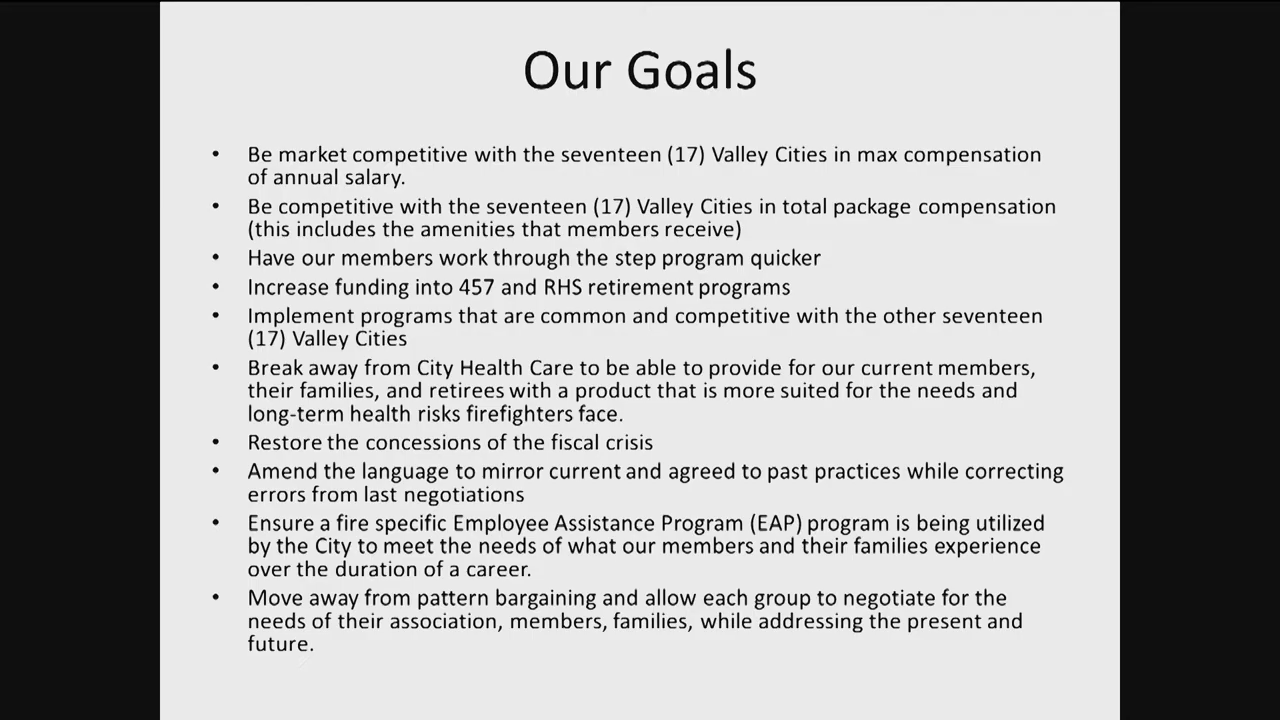 Our Goals
• Be market competitive with the seventeen (17) Valley Cities in max compensation
of annual salary.
• Be competitive with the seventeen (17) Valley Cities in total package compensation
(this includes the amenities that members receive)
• Have our members work through the step program quicker
• Increase funding into 457 and RHS retirement programs
• Implement programs that are common and competitive with the other seventeen
(17) Valley Cities
• Break away from City Health Care to be able to provide for our current members,
their families, and retirees with a product that is more suited for the needs and
long-term health risks firefighters face.
• Restore the concessions of the fiscal crisis
• Amend the language to mirror current and agreed to past practices while correcting
errors from last negotiations
• Ensure a fire specific Employee Assistance Program (EAP) program is being utilized
by the City to meet the needs of what our members and their families experience
over the duration of a career.
• Move away from pattern bargaining and allow each group to negotiate for the
needs of their association, members, families, while addressing the present and
future.